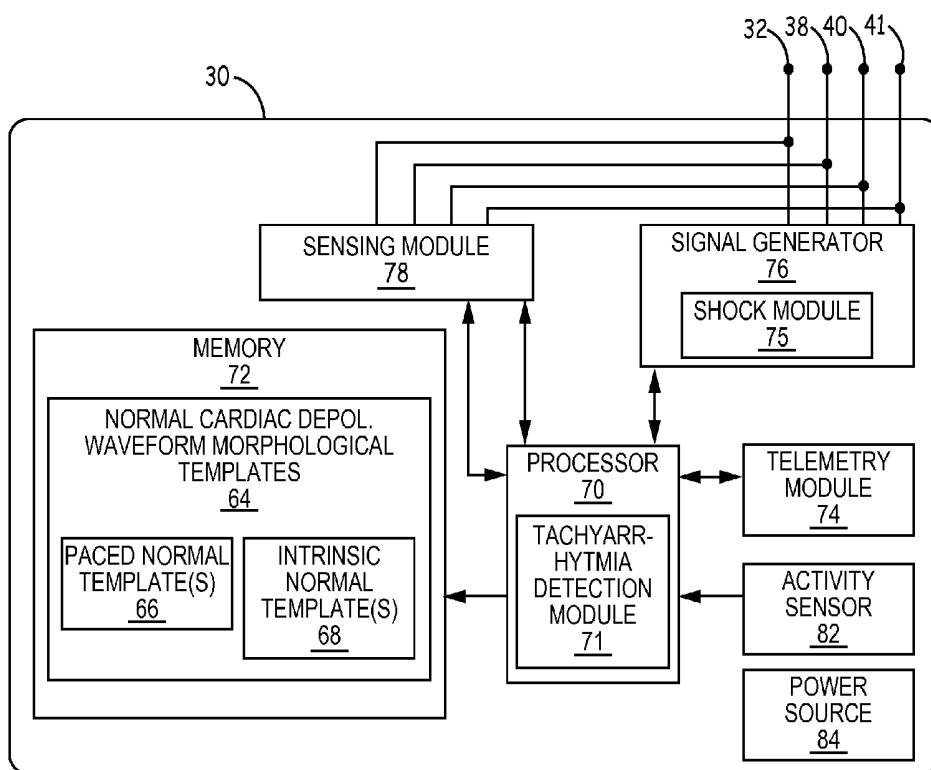 32
38
40
41
30
SENSING MODULE
78
SIGNAL GENERATOR
76
SHOCK MODULE
75
MEMORY
72
NORMAL CARDIAC DEPOL.
WAVEFORM MORPHOLOGICAL
TEMPLATES
64
PACED NORMAL
TEMPLATE(S)
66
INTRINSIC
NORMAL
TEMPLATE(S)
68
PROCESSOR
70
TACHYARR-
HYTMIA
DETECTION
MODULE
71
TELEMETRY
MODULE
74
ACTIVITY
SENSOR
82
POWER
SOURCE
84